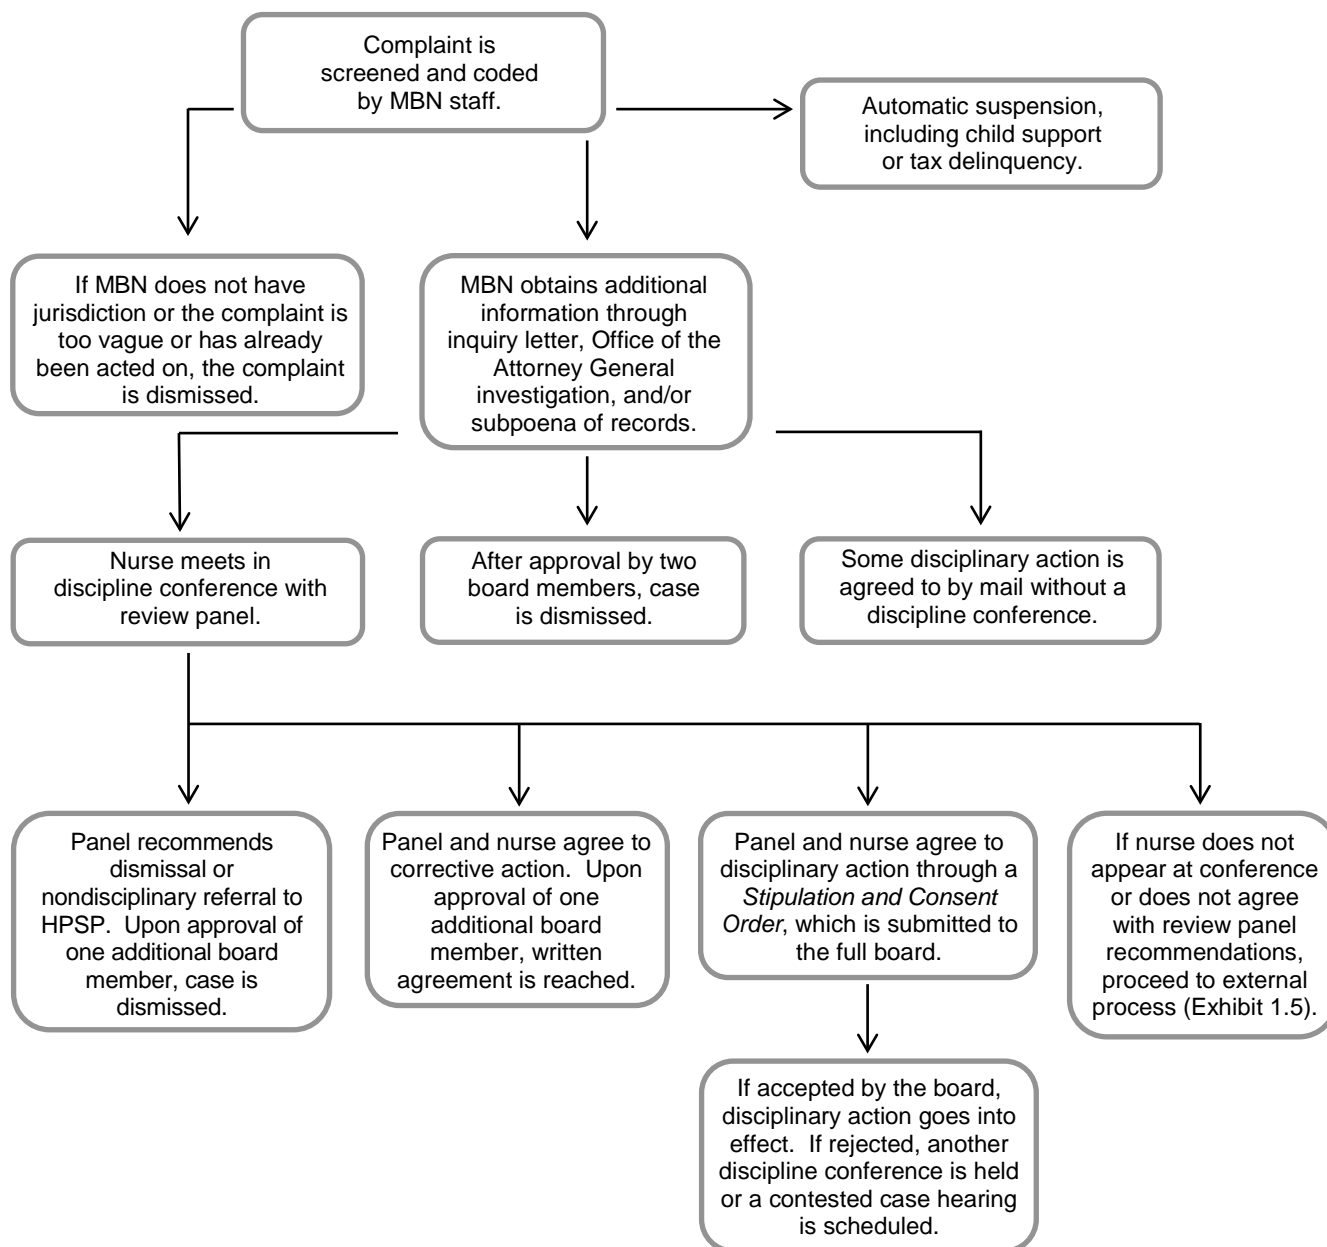 Complaint is
screened and coded
by MBN staff.
Automatic suspension,
including child support
or tax delinquency.
If MBN does not have
jurisdiction or the complaint is
too vague or has already
been acted on, the complaint
is dismissed.
MBN obtains additional
information through
inquiry letter, Office of the
Attorney General
investigation, and/or
subpoena of records.
Nurse meets in
discipline conference with
review panel.
After approval by two
board members, case
is dismissed.
Some disciplinary action is
agreed to by mail without a
discipline conference.
Panel recommends
dismissal or
nondisciplinary referral to
HPSP.  Upon approval of
one additional board
member, case is
dismissed.
Panel and nurse agree to
corrective action.  Upon
approval of one
additional board
member, written
agreement is reached.
Panel and nurse agree to
disciplinary action through a
Stipulation and Consent
Order, which is submitted to
the full board.
If nurse does not
appear at conference
or does not agree
with review panel
recommendations,
proceed to external
process (Exhibit 1.5).
If accepted by the board,
disciplinary action goes into
effect.  If rejected, another
discipline conference is held
or a contested case hearing
is scheduled.